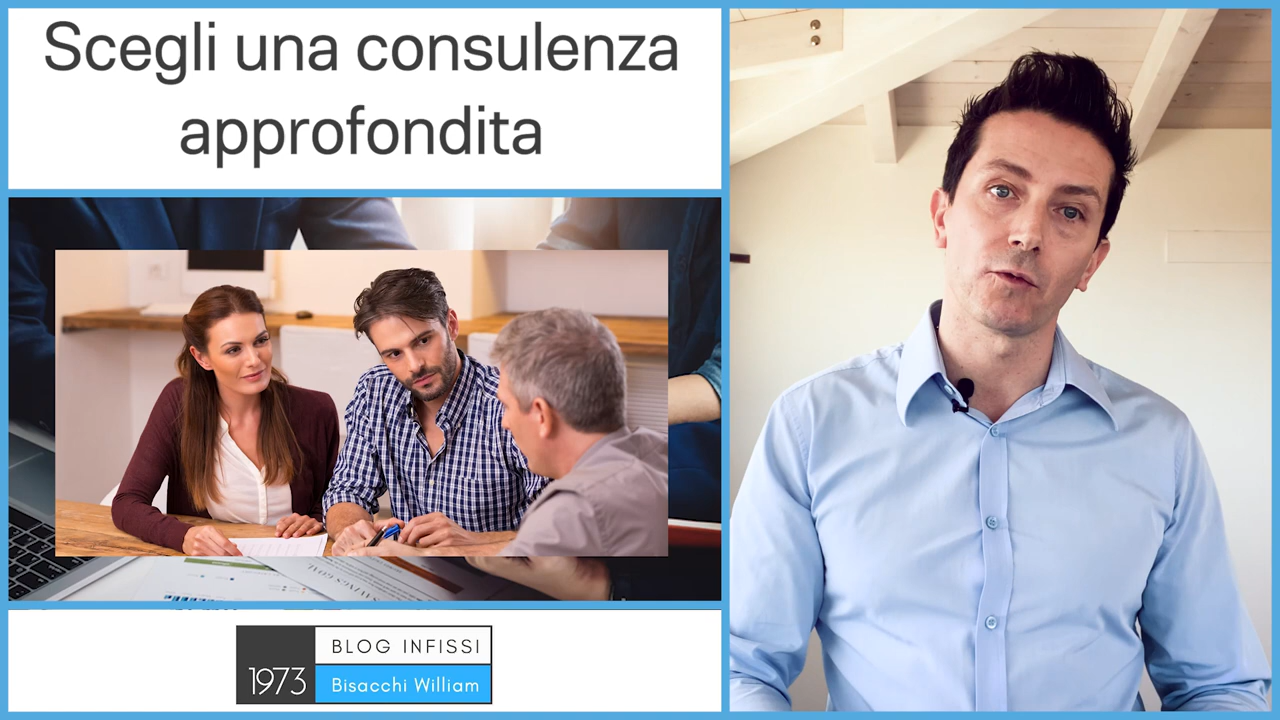 Scegli una consulenza
approfondita
1973
BLOG INFISSI
Bisacchi William